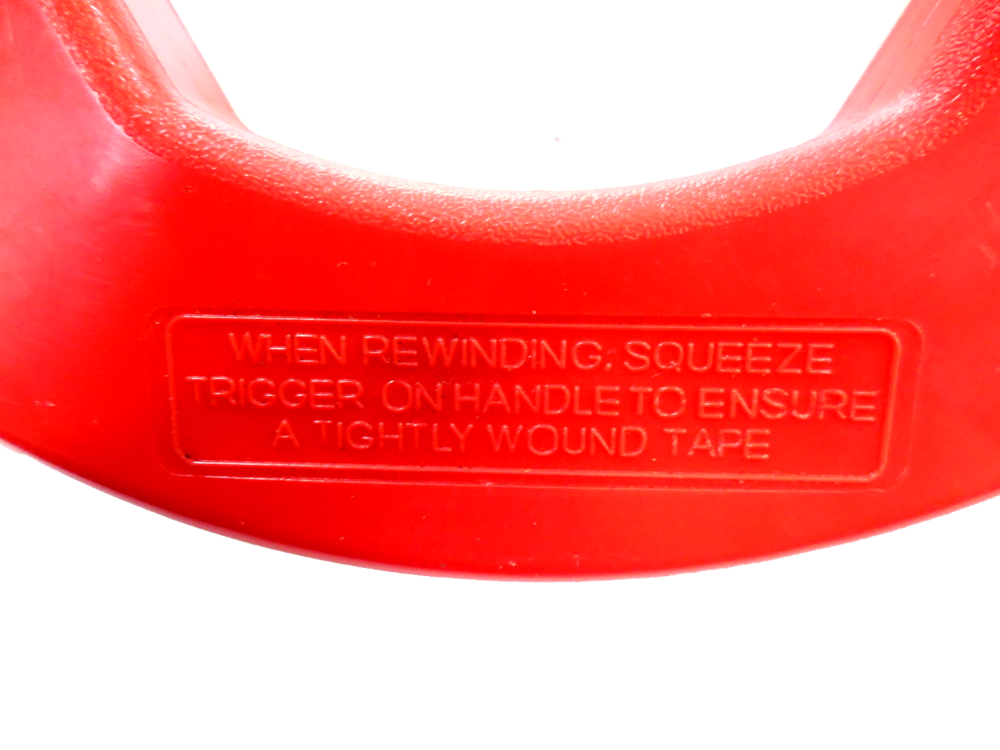 WHEN REWINDING, SQUEEZE
TRIGGER ON HANDLE TO ENSURE
A TIGHTLY WOUND TAPE